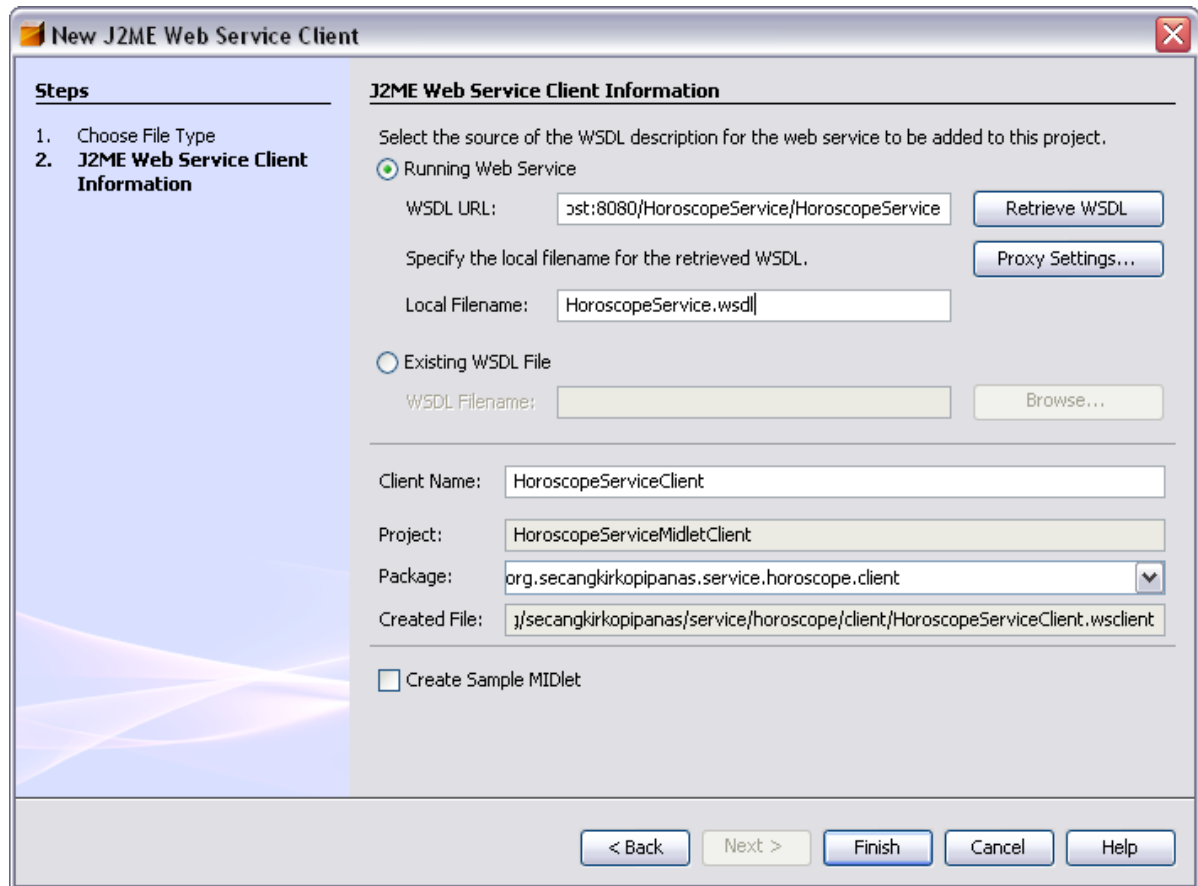 New J2ME Web Service Client
Steps
1. Choose File Type
2. J2ME Web Service Client
Information
J2ME Web Service Client Information
Select the source of the WSDL description for the web service to be added to this project.
Running Web Service
WSDL URL: ost:8080/HoroscopeService/HoroscopeService Retrieve WSDL
Specify the local filename for the retrieved WSDL. Proxy Settings...
Local Filename: HoroscopeService.wsdl
Existing WSDL File
WSDL Filename: Browse...
Client Name: HoroscopeServiceClient
Project: HoroscopeServiceMidletClient
Package: org.secangkirkopipanas.service.horoscope.client
Created File: /secangkirkopipanas/service/horoscope/client/HoroscopeServiceClient.wsclient
Create Sample MIDlet
< Back Next > Finish Cancel Help